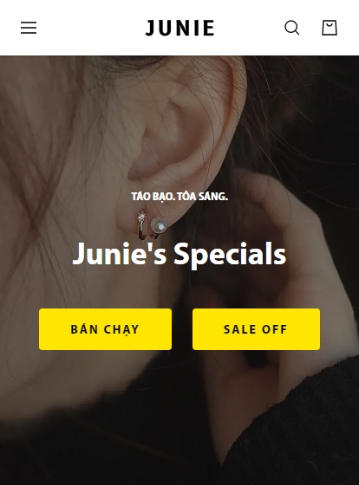 JUNIE
TÁO BẠO. TỎA SÁNG.
Junie's Specials
BÁN CHẠY
SALE OFF